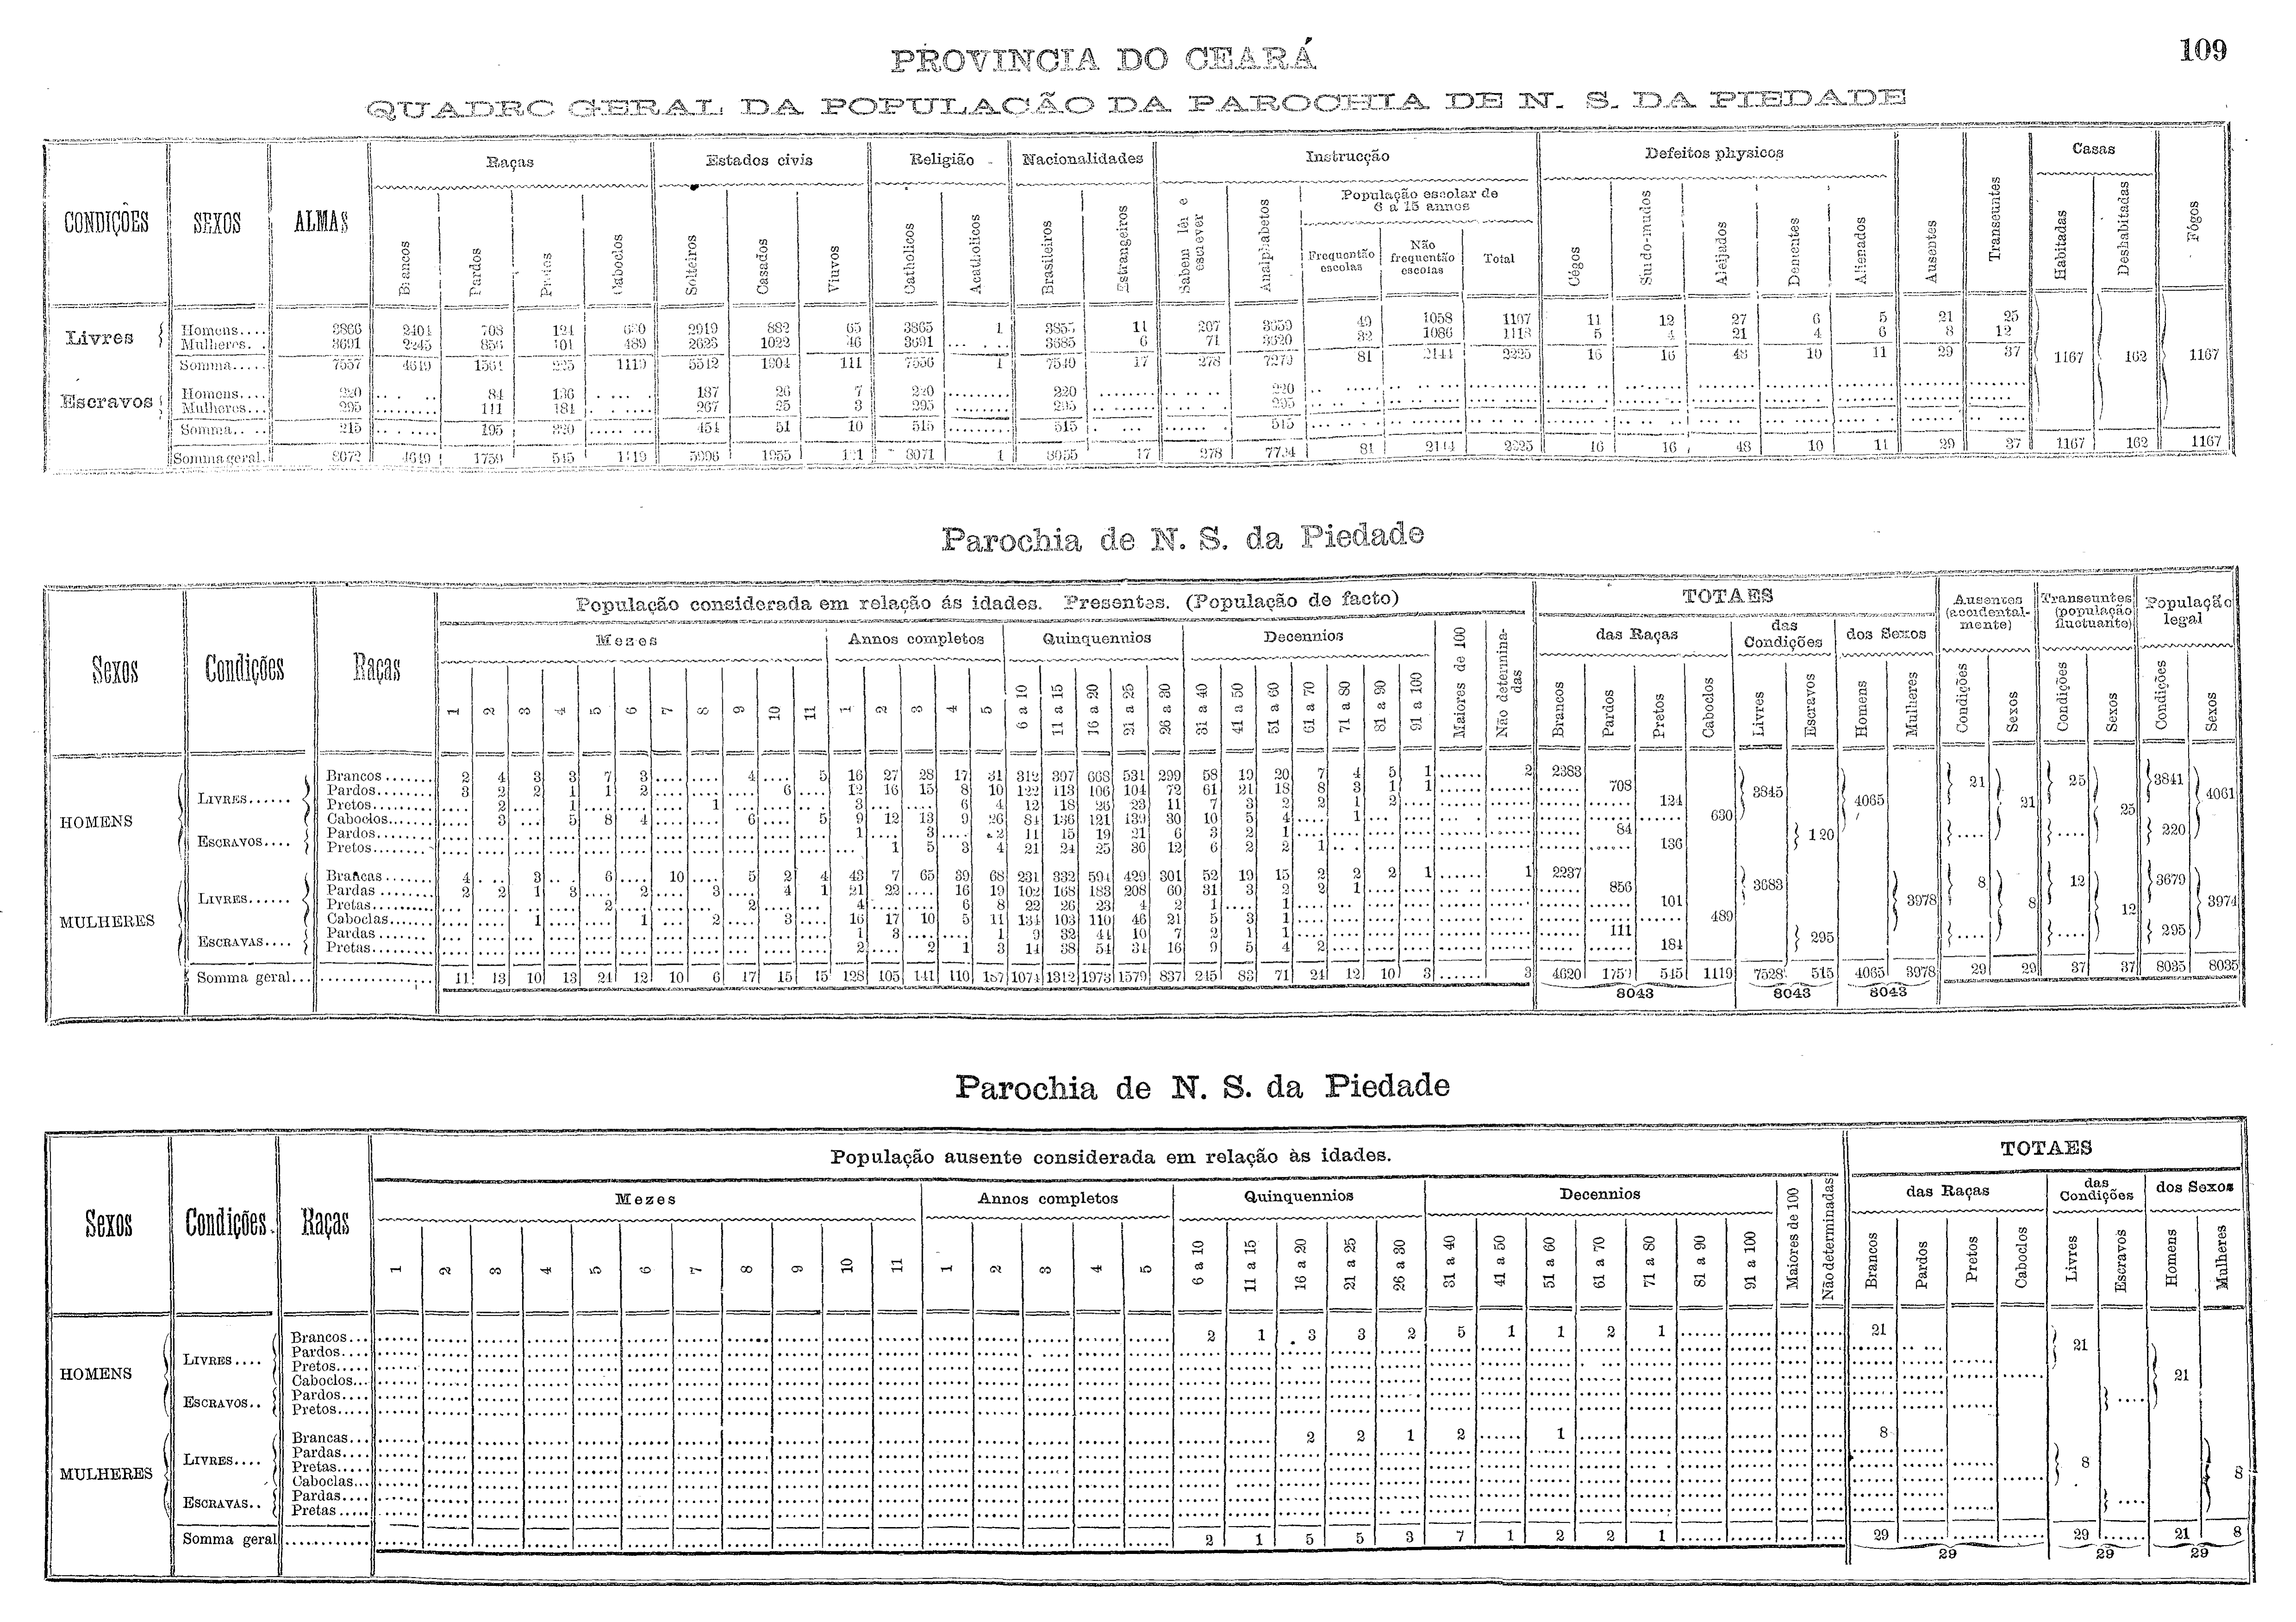 109
PROVINCIA DO CEARÁ
QUADRO GERAL DA POPULAÇÃO DA PAROCHIA DE N. S. DA PIEDADE
CONDIÇÕES SEXOS ALMAS Raças Estados civis Religião Nacionalidades Instrucção Defeitos physicos Ausentes Transeuntes Casas Fógos
População escolar de 6 a 15 annos
Brancos Pardos Pretos Caboclos Solteiros Casados Viuvos Catholicos Acatholicos Brasileiros Estrangeiros Sabem lêr e escrever Analphabetos Frequentão escolas Não frequentão escolas Total Cégos Surdo-mudos Aleijados Dementes Alienados Habitadas Deshabitadas
Livres Homens.... 3866 2404 708 124 630 2919 882 65 3865 1 3855 11 207 3659 49 1058 1107 11 12 27 6 5 21 25
Mulheres.. 3691 2245 856 101 489 2623 1022 46 3691 3685 6 71 3620 32 1086 1118 5 4 21 4 6 8 12
Somma..... 7557 4649 1564 225 1119 5542 1904 111 7556 1 7540 17 278 7279 81 2144 2225 16 16 48 10 11 29 37 1167 162 1167
Escravos Homens.... 220 84 136 187 26 7 220 220 220
Mulheres... 295 111 184 267 25 3 295 295 295
Somma.... 215 195 320 454 51 10 515 515 515
Somma geral. 8072 4649 1759 545 1119 5996 1955 121 8071 1 8055 17 278 7794 81 2144 2225 16 16 48 10 11 29 37 1167 162 1167
Parochia de N. S. da Piedade
Sexos Condições Raças População considerada em relação ás idades. Presentes. (População de facto) TOTAES Ausentes (accidentalmente) Transeuntes (população fluctuante) População legal
Mezes Annos completos Quinquennios Decennios Maiores de 100 Não determinadas das Raças das Condições dos Sexos
1 2 3 4 5 6 7 8 9 10 11 1 2 3 4 5 6 a 10 11 a 15 16 a 20 21 a 25 26 a 30 31 a 40 41 a 50 51 a 60 61 a 70 71 a 80 81 a 90 91 a 100 Brancos Pardos Pretos Caboclos Livres Escravos Homens Mulheres Condições Sexos Condições Sexos Condições Sexos
HOMENS LIVRES...... Brancos....... 2 4 3 3 7 3 .... .... 4 .... 5 16 27 28 17 31 312 397 668 531 299 58 19 20 7 4 5 1 ...... 2 2383
Pardos....... 3 2 2 1 1 2 .... .... .... 6 .... 12 16 15 8 10 122 113 106 104 72 61 21 18 8 3 1 1 708
Pretos........ .... 2 .... 1 .... .... .... 1 .... .... .... 3 .... .... 6 4 12 18 26 23 11 7 3 2 2 1 2 124
Caboclos...... .... 3 .... 5 8 4 .... .... 6 .... 5 9 12 13 9 26 84 136 121 139 30 10 5 4 .... 1 630
3845 4065 21 21 25 25 3841 4061
ESCRAVOS.... Pardos........ 1 .... 3 .... 2 11 15 19 21 6 3 2 1 84
Pretos........ 1 5 3 4 21 24 25 36 12 6 2 2 1 136
120 220
MULHERES LIVRES...... Brancas....... 4 .... 3 .... 6 .... 10 .... 5 2 4 43 7 65 39 68 231 332 594 429 301 52 19 15 2 2 2 1 ...... 1 2237
Pardas........ 2 2 1 3 .... 2 .... 3 .... 4 1 21 22 .... 16 19 102 168 183 208 60 31 3 2 2 1 856
Pretas......... 2 .... .... .... 2 .... .... 4 .... .... 6 8 22 26 23 4 2 1 .... 1 101
Caboclas...... .... .... 1 .... .... 1 .... 2 .... 3 .... 16 17 10 5 11 134 103 110 46 21 5 3 1 489
3683 3978 8 8 12 12 3679 3974
ESCRAVAS.... Pardas........ 1 3 .... .... 1 9 32 44 10 7 2 1 1 111
Pretas........ 2 .... 2 1 3 14 38 54 34 16 9 5 4 2 184
295 295
Somma geral... 11 13 10 13 24 12 10 6 17 15 15 128 105 141 110 187 1074 1312 1973 1579 837 245 83 71 24 12 10 3 ...... 3 4620 1759 545 1119 7528 515 4065 3978 29 29 37 37 8035 8035
8043 8043 8043
Parochia de N. S. da Piedade
Sexos Condições Raças População ausente considerada em relação às idades. TOTAES
Mezes Annos completos Quinquennios Decennios Maiores de 100 Não determinadas das Raças das Condições dos Sexos
1 2 3 4 5 6 7 8 9 10 11 1 2 3 4 5 6 a 10 11 a 15 16 a 20 21 a 25 26 a 30 31 a 40 41 a 50 51 a 60 61 a 70 71 a 80 81 a 90 91 a 100 Brancos Pardos Pretos Caboclos Livres Escravos Homens Mulheres
HOMENS LIVRES.... Brancos... 2 1 3 3 2 5 1 1 2 1 21
Pardos....
Pretos.....
Caboclos...
21 21
ESCRAVOS.. Pardos....
Pretos.....
MULHERES LIVRES.... Brancas... 2 2 1 2 ...... 1 8
Pardas....
Pretas.....
Caboclas...
8 8
ESCRAVAS.. Pardas....
Pretas.....
Somma geral 2 1 5 5 3 7 1 2 2 1 29 29 21 8
29 29 29